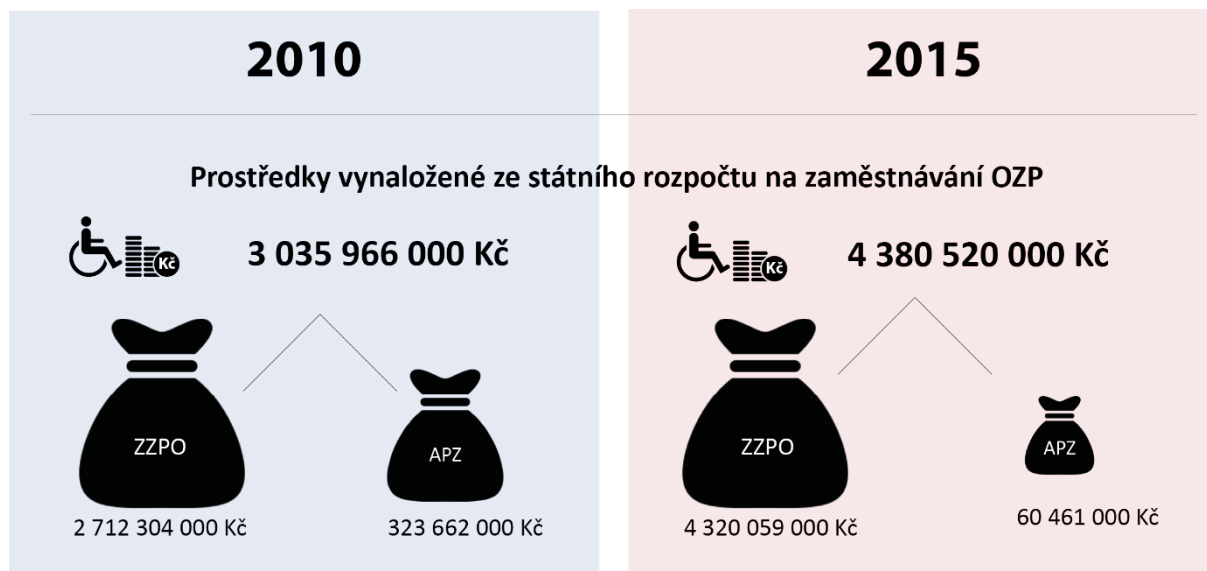 2010
2015
Prostředky vynaložené ze státního rozpočtu na zaměstnávání OZP
Kč
3 035 966 000 Kč
Kč
4 380 520 000 Kč
ZZPO
APZ
ZZPO
APZ
2 712 304 000 Kč
323 662 000 Kč
4 320 059 000 Kč
60 461 000 Kč